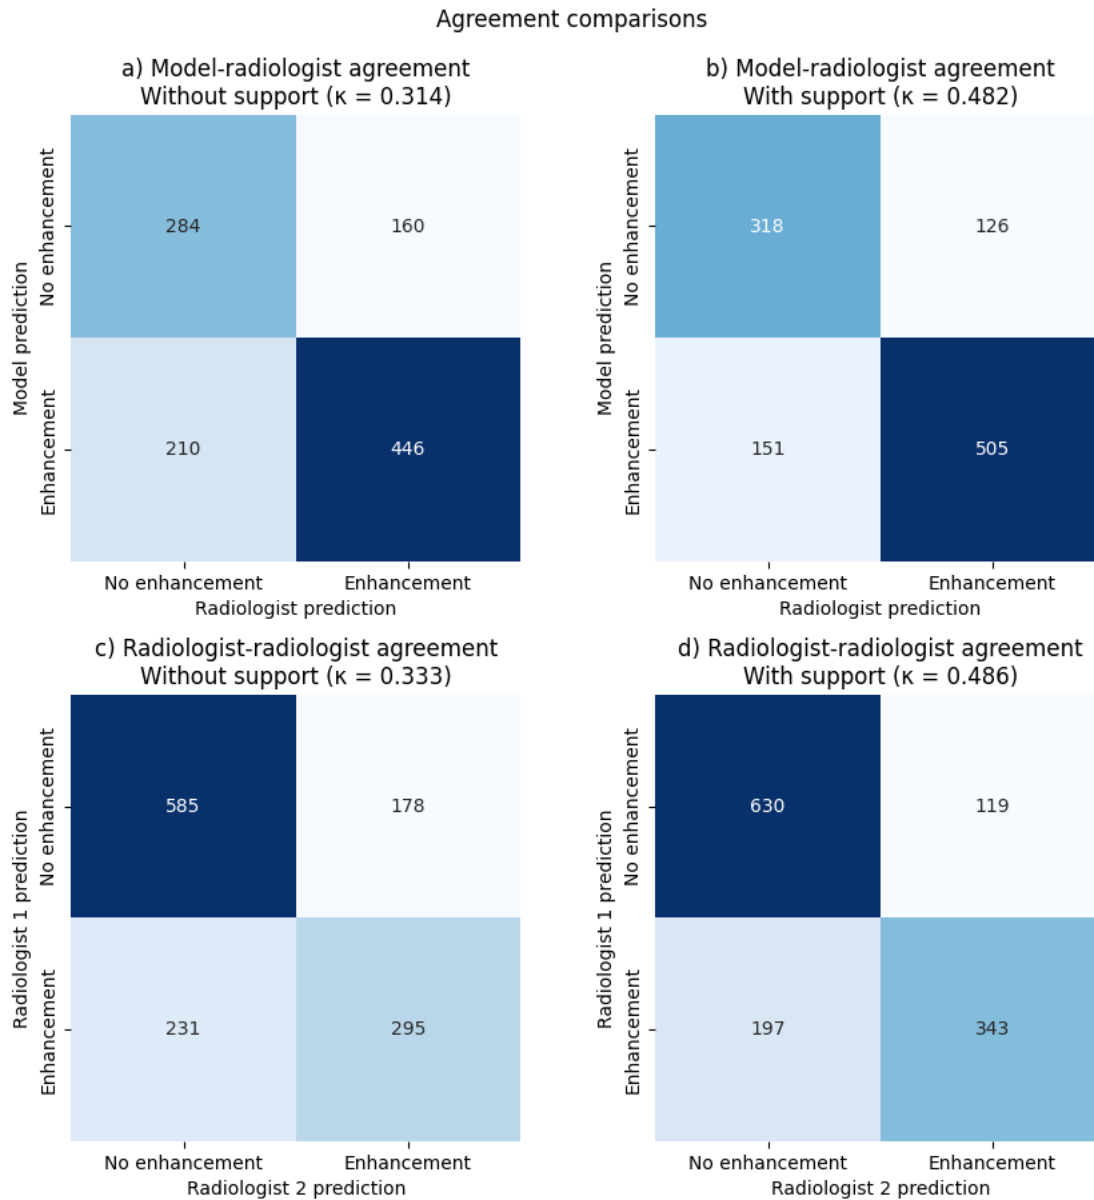 Agreement comparisons
a) Model-radiologist agreement
Without support (κ = 0.314)
No enhancement
Enhancement
Model prediction
284
160
210
446
No enhancement
Enhancement
Radiologist prediction
b) Model-radiologist agreement
With support (κ = 0.482)
No enhancement
Enhancement
Model prediction
318
126
151
505
No enhancement
Enhancement
Radiologist prediction
c) Radiologist-radiologist agreement
Without support (κ = 0.333)
No enhancement
Enhancement
Radiologist 1 prediction
585
178
231
295
No enhancement
Enhancement
Radiologist 2 prediction
d) Radiologist-radiologist agreement
With support (κ = 0.486)
No enhancement
Enhancement
Radiologist 1 prediction
630
119
197
343
No enhancement
Enhancement
Radiologist 2 prediction